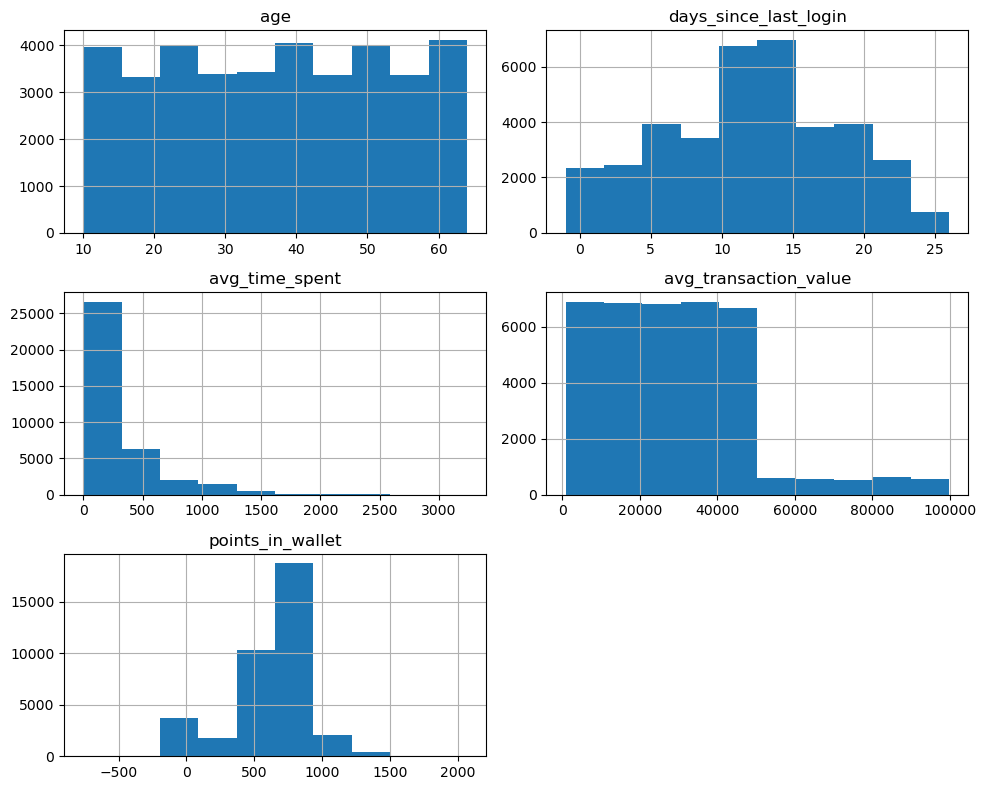 age
4000
3000
2000
1000
0
10 20 30 40 50 60
days_since_last_login
6000
4000
2000
0
0 5 10 15 20 25
avg_time_spent
25000
20000
15000
10000
5000
0
0 500 1000 1500 2000 2500 3000
avg_transaction_value
6000
4000
2000
0
0 20000 40000 60000 80000 100000
points_in_wallet
15000
10000
5000
0
−500 0 500 1000 1500 2000